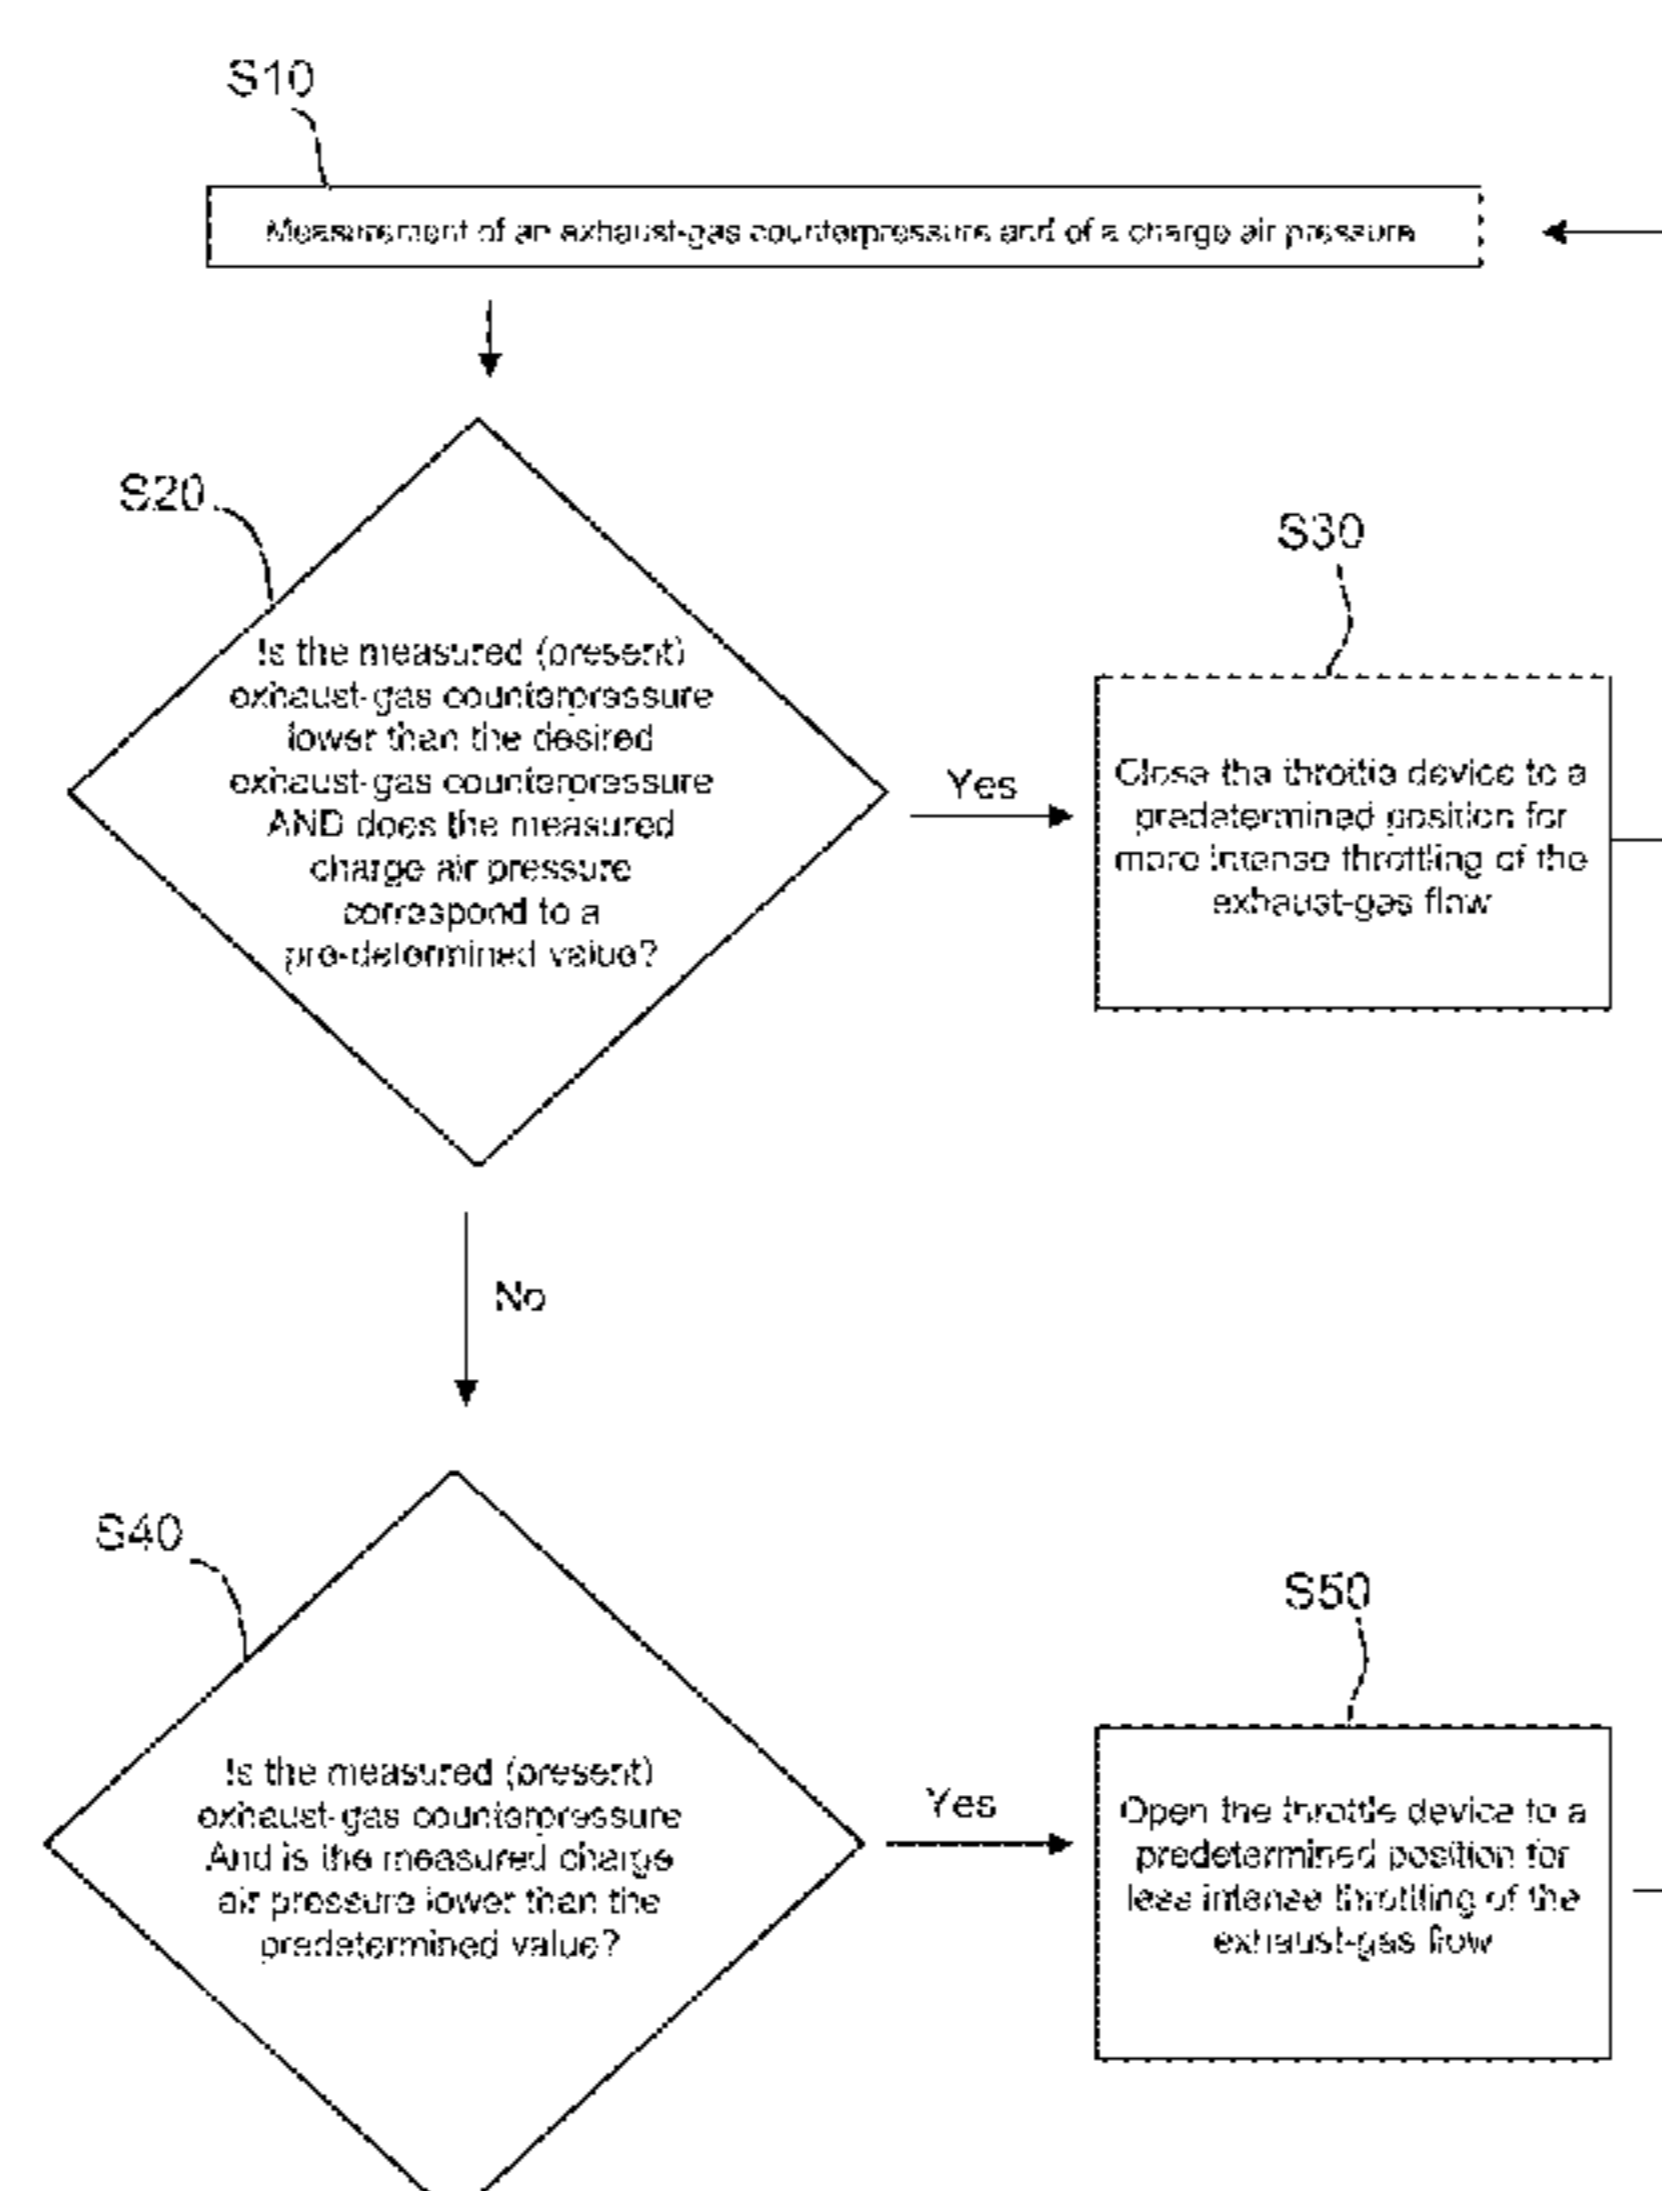 S10
Measurement of an exhaust-gas counterpressure and of a charge air pressure
S20
Is the measured (present)
exhaust-gas counterpressure
lower than the desired
exhaust-gas counterpressure
AND does the measured
charge air pressure
correspond to a
pre-determined value?
Yes
S30
Close the throttle device to a
predetermined position for
more intense throttling of the
exhaust-gas flow
No
S40
Is the measured (present)
exhaust-gas counterpressure
And is the measured charge
air pressure lower than the
predetermined value?
Yes
S50
Open the throttle device to a
predetermined position for
less intense throttling of the
exhaust-gas flow